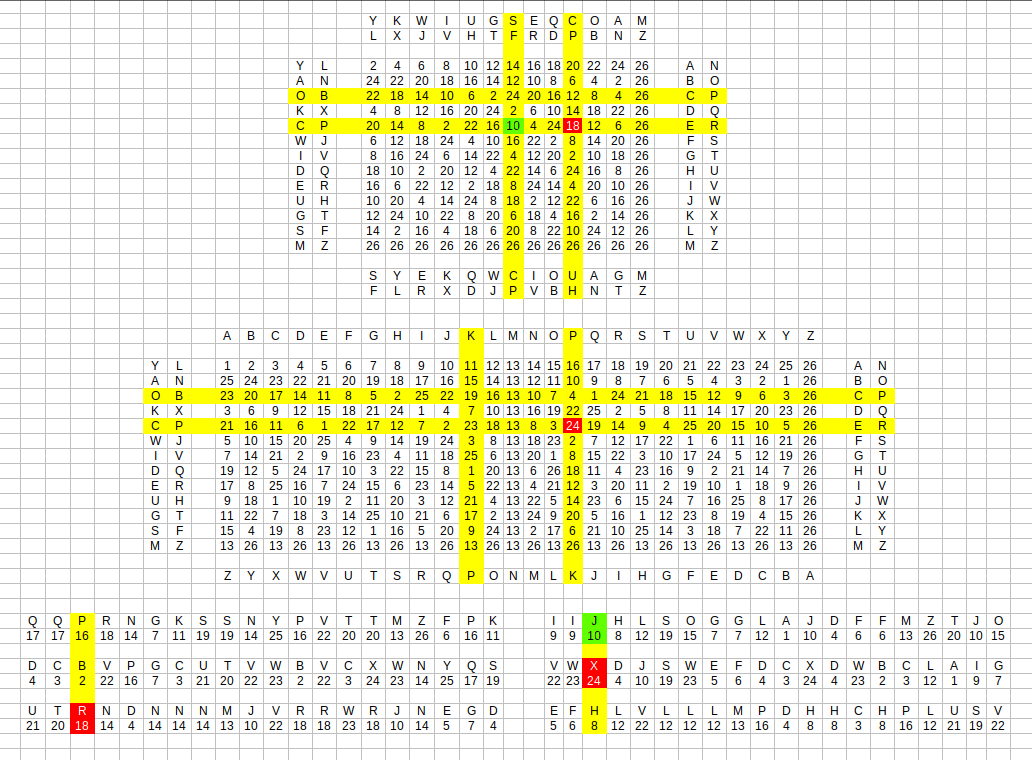 Y K W I U G S E Q C O A M
L X J V H T F R D P B N Z
Y L 2 4 6 8 10 12 14 16 18 20 22 24 26 A N
A N 24 22 20 18 16 14 12 10 8 6 4 2 26 B O
O B 22 18 14 10 6 2 24 20 16 12 8 4 26 C P
K X 4 8 12 16 20 24 2 6 10 14 18 22 26 D Q
C P 20 14 8 2 22 16 10 4 24 18 12 6 26 E R
W J 6 12 18 24 4 10 16 22 2 8 14 20 26 F S
I V 8 16 24 6 14 22 4 12 20 2 10 18 26 G T
D Q 18 10 2 20 12 4 22 14 6 24 16 8 26 H U
E R 16 6 22 12 2 18 8 24 14 4 20 10 26 I V
U H 10 20 4 14 24 8 18 2 12 22 6 16 26 J W
G T 12 24 10 22 8 20 6 18 4 16 2 14 26 K X
S F 14 2 16 4 18 6 20 8 22 10 24 12 26 L Y
M Z 26 26 26 26 26 26 26 26 26 26 26 26 26 M Z
S Y E K Q W C I O U A G M
F L R X D J P V B H N T Z
A B C D E F G H I J K L M N O P Q R S T U V W X Y Z
Y L 1 2 3 4 5 6 7 8 9 10 11 12 13 14 15 16 17 18 19 20 21 22 23 24 25 26 A N
A N 25 24 23 22 21 20 19 18 17 16 15 14 13 12 11 10 9 8 7 6 5 4 3 2 1 26 B O
O B 23 20 17 14 11 8 5 2 25 22 19 16 13 10 7 4 1 24 21 18 15 12 9 6 3 26 C P
K X 3 6 9 12 15 18 21 24 1 4 7 10 13 16 19 22 25 2 5 8 11 14 17 20 23 26 D Q
C P 21 16 11 6 1 22 17 12 7 2 23 18 13 8 3 24 19 14 9 4 25 20 15 10 5 26 E R
W J 5 10 15 20 25 4 9 14 19 24 3 8 13 18 23 2 7 12 17 22 1 6 11 16 21 26 F S
I V 7 14 21 2 9 16 23 4 11 18 25 6 13 20 1 8 15 22 3 10 17 24 5 12 19 26 G T
D Q 19 12 5 24 17 10 3 22 15 8 1 20 13 6 26 18 11 4 23 16 9 2 21 14 7 26 H U
E R 17 8 25 16 7 24 15 6 23 14 5 22 13 4 21 12 3 20 11 2 19 10 1 18 9 26 I V
U H 9 18 1 10 19 2 11 20 3 12 21 4 13 22 5 14 23 6 15 24 7 16 25 8 17 26 J W
G T 11 22 7 18 3 14 25 10 21 6 17 2 13 24 9 20 5 16 1 12 23 8 19 4 15 26 K X
S F 15 4 19 8 23 12 1 16 5 20 9 24 13 2 17 6 21 10 25 14 3 18 7 22 11 26 L Y
M Z 13 26 13 26 13 26 13 26 13 26 13 26 13 26 13 26 13 26 13 26 13 26 13 26 13 26 M Z
Z Y X W V U T S R Q P O N M L K J I H G F E D C B A
Q Q P R N G K S S N Y P V T T M Z F P K I I J H L S O G G L A J D F F M Z T J O
17 17 16 18 14 7 11 19 19 14 25 16 22 20 20 13 26 6 16 11 9 9 10 8 12 19 15 7 7 12 1 10 4 6 6 13 26 20 10 15
D C B V P G C U T V W B V C X W N Y Q S V W X D J S W E F D C X D W B C L A I G
4 3 2 22 16 7 3 21 20 22 23 2 22 3 24 23 14 25 17 19 22 23 24 4 10 19 23 5 6 4 3 24 4 23 2 3 12 1 9 7
U T R N D N N N M J V R R W R J N E G D E F H L V L L L M P D H H C H P L U S V
21 20 18 14 4 14 14 14 13 10 22 18 18 23 18 10 14 5 7 4 5 6 8 12 22 12 12 12 13 16 4 8 8 3 8 16 12 21 19 22